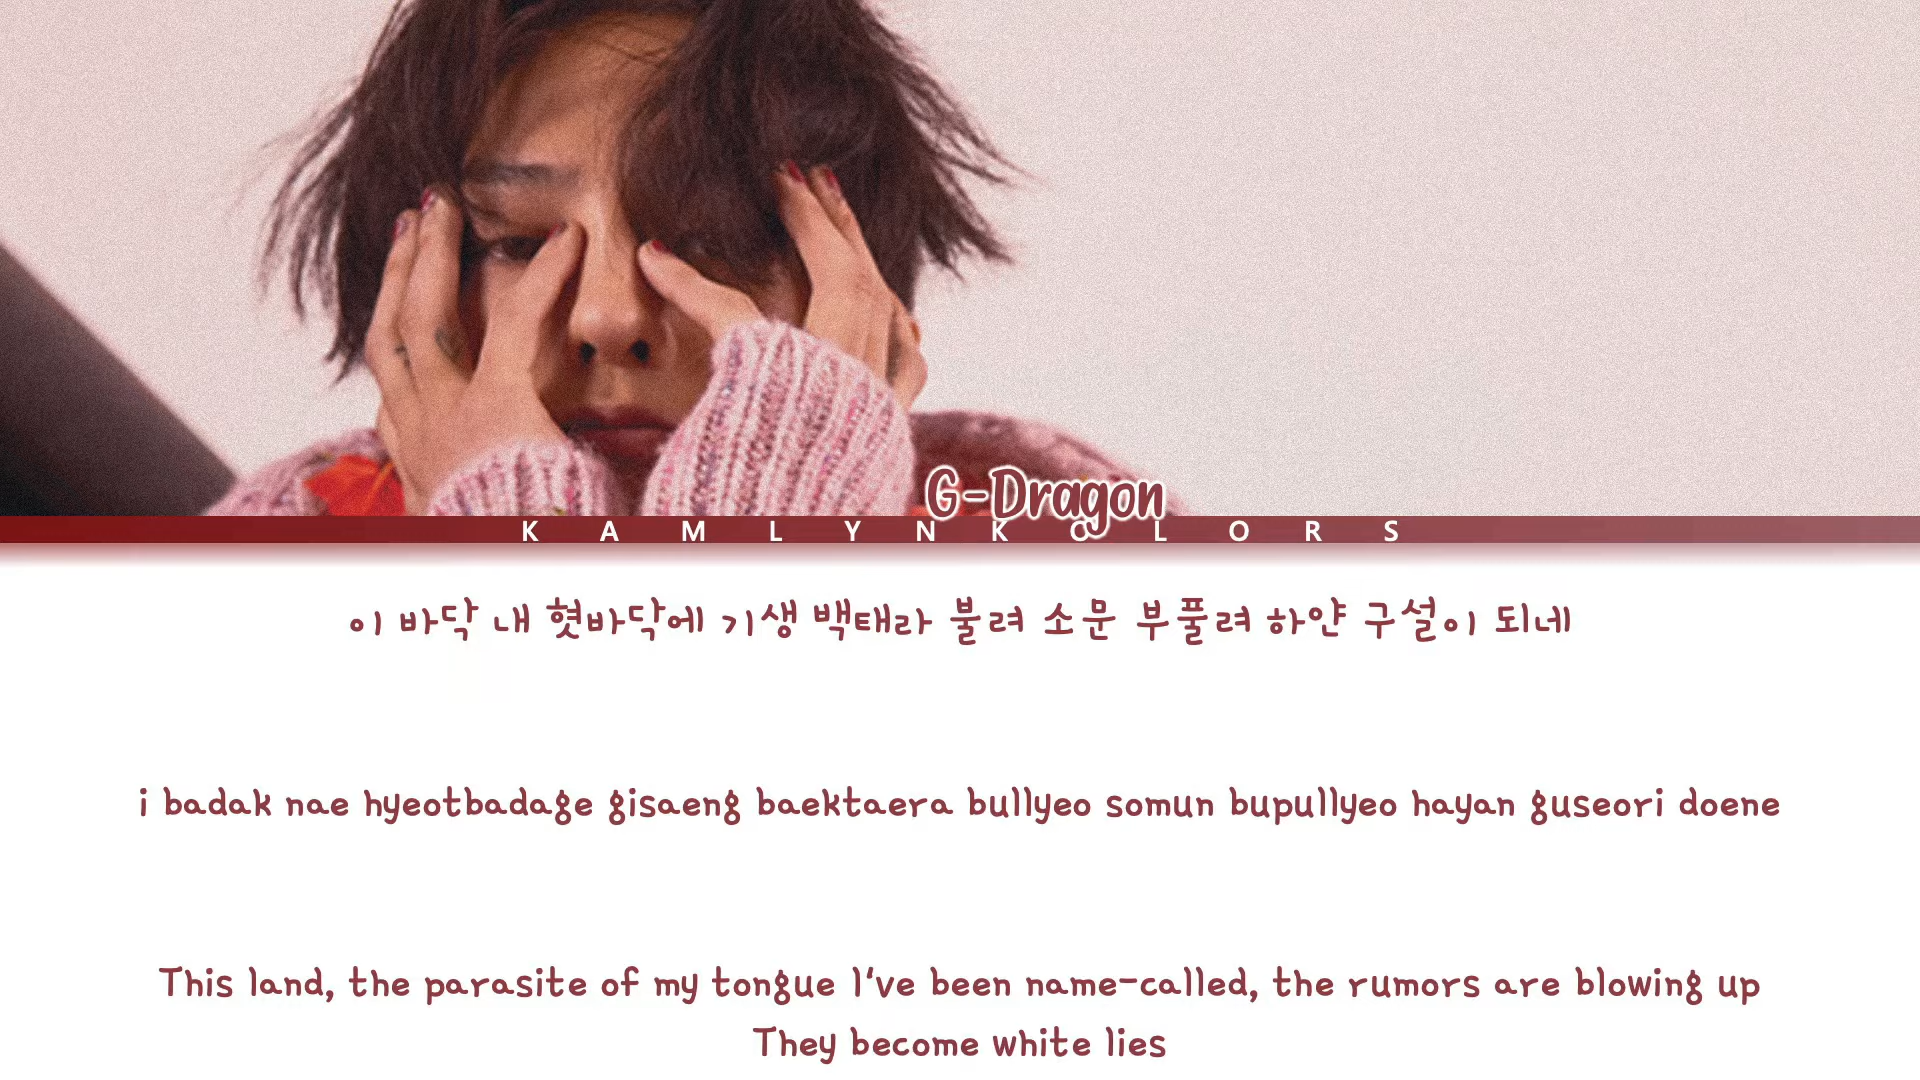 G-Dragon
KAMLYNKOLORS
이 바닥 내 혓바닥에 기생 백태라 불려 소문 부풀려 하얀 구설이 되네
i badak nae hyeotbadage gisaeng baektaera bullyeo somun bupullyeo hayan guseori doene
This land, the parasite of my tongue I've been name-called, the rumors are blowing up
They become white lies